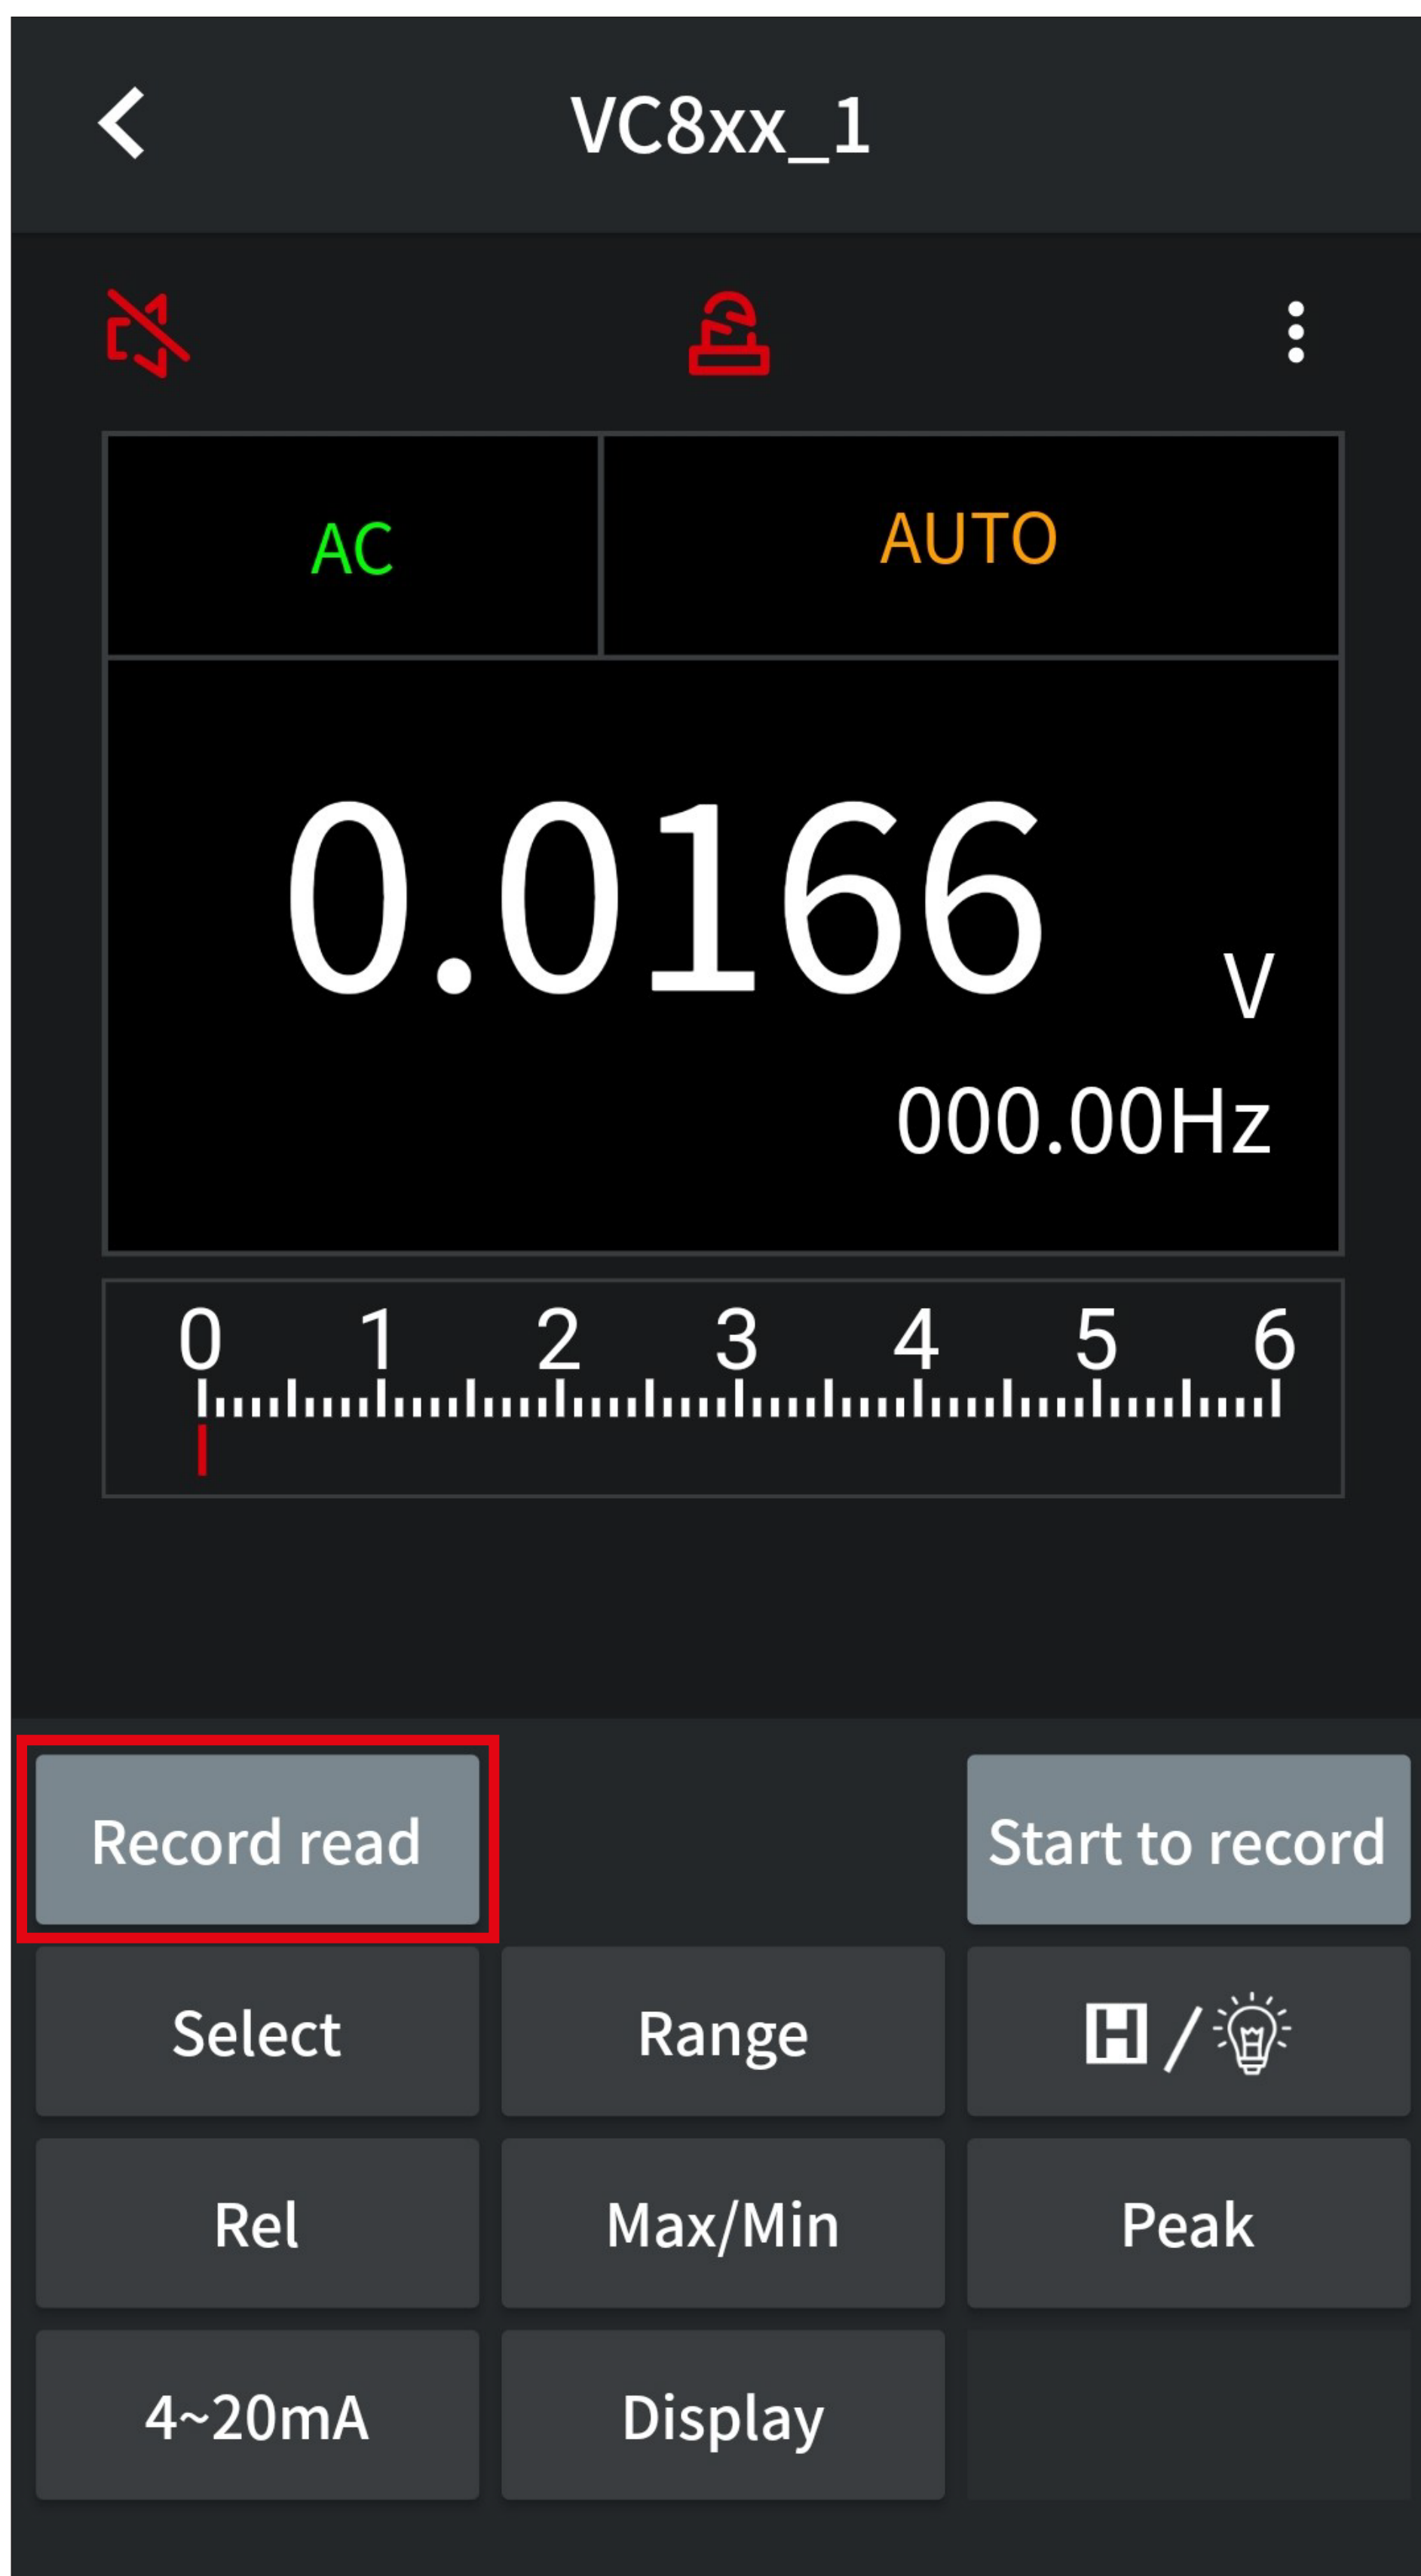 VC8xx_1
AC
AUTO
0.0166 V
000.00Hz
0 1 2 3 4 5 6
Record read
Start to record
Select
Range
H/
Rel
Max/Min
Peak
4~20mA
Display